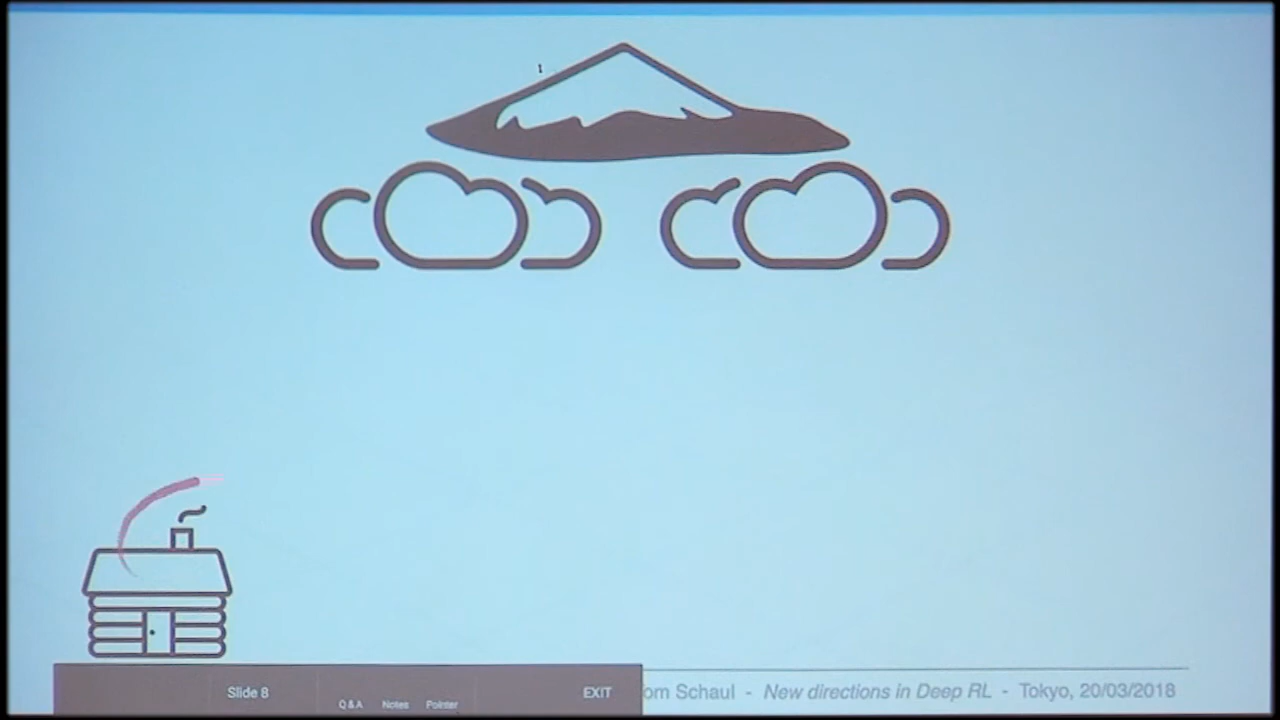 Slide 8
Q & A Notes Pointer
EXIT
om Schaul - New directions in Deep RL - Tokyo, 20/03/2018